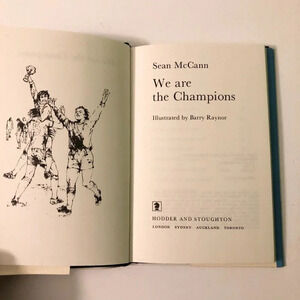 Sean McCann
We are
the Champions
Illustrated by Barry Raynor
HODDER AND STOUGHTON
LONDON SYDNEY AUCKLAND TORONTO